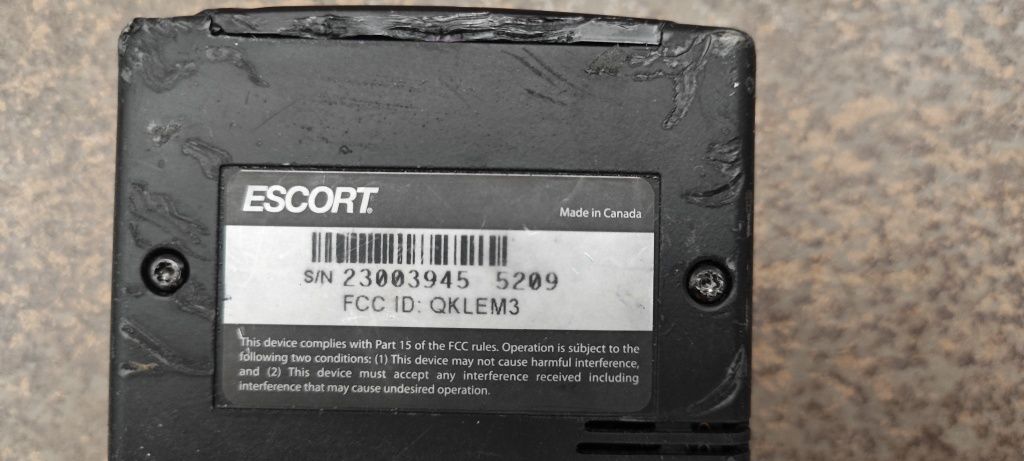 ESCORT®
Made in Canada
S/N 23003945 5209
FCC ID: QKLEM3
This device complies with Part 15 of the FCC rules. Operation is subject to the
following two conditions: (1) This device may not cause harmful interference,
and (2) This device must accept any interference received including
interference that may cause undesired operation.